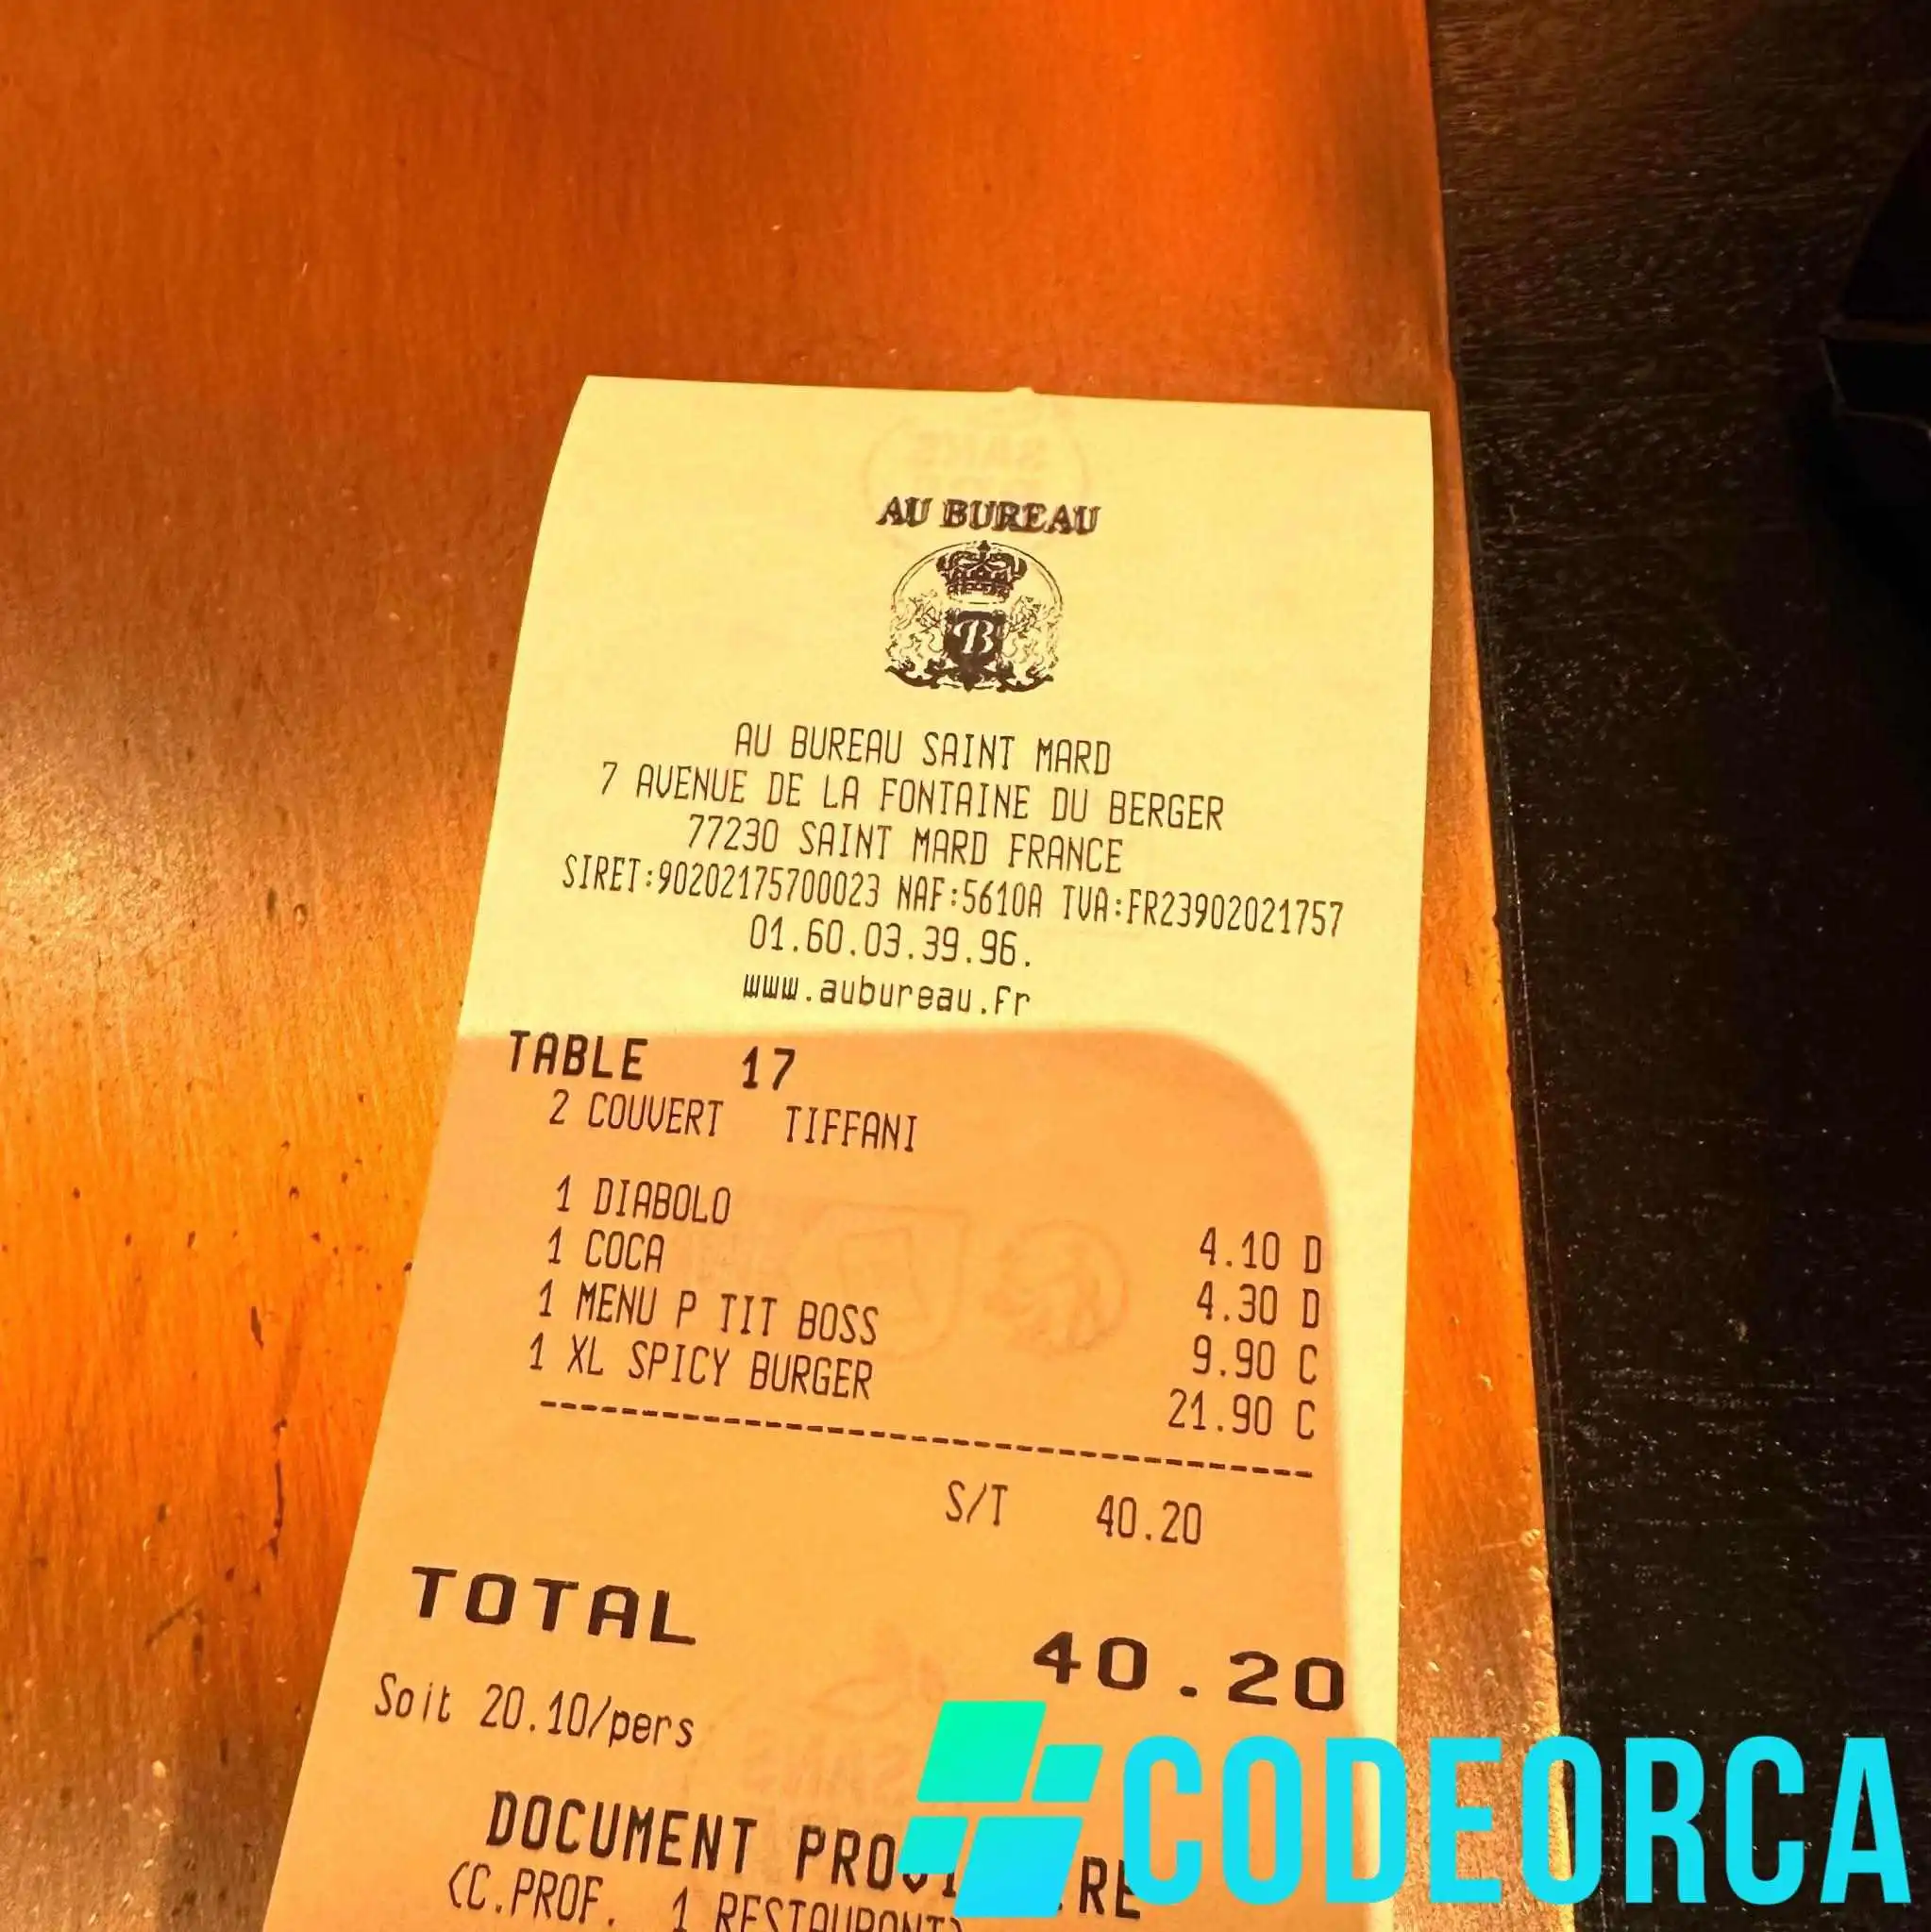 AU BUREAU
B
AU BUREAU SAINT MARD
7 AVENUE DE LA FONTAINE DU BERGER
77230 SAINT MARD FRANCE
SIRET:90202175700023 NAF:5610A TVA:FR23902021757
01.60.03.39.96.
www.aubureau.fr
TABLE 17
2 COUVERT TIFFANI
1 DIABOLO 4.10 D
1 COCA 4.30 D
1 MENU P TIT BOSS 9.90 C
1 XL SPICY BURGER 21.90 C
S/T 40.20
TOTAL 40.20
Soit 20.10/pers
DOCUMENT
(C.PROF. 1 RESTAURANT)
CODEORCA